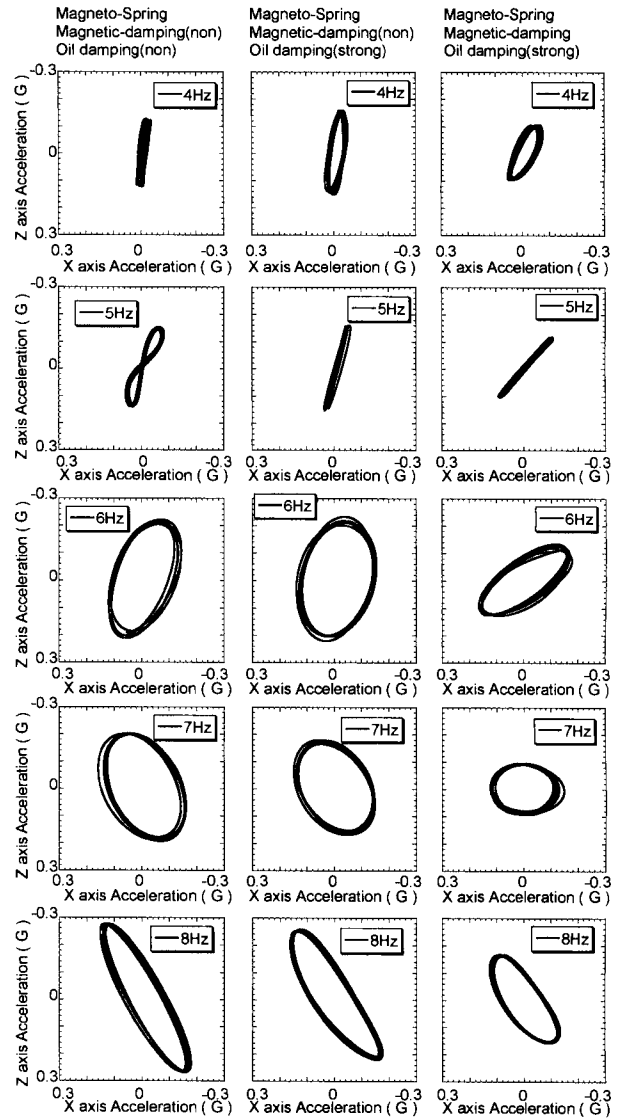 Magneto-Spring
Magnetic-damping(non)
Oil damping(non)
Magneto-Spring
Magnetic-damping(non)
Oil damping(strong)
Magneto-Spring
Magnetic-damping
Oil damping(strong)
Z axis Acceleration ( G )
-0.3
0
0.3
4Hz
4Hz
4Hz
0.3 0 -0.3
X axis Acceleration ( G )
0.3 0 -0.3
X axis Acceleration ( G )
0.3 0 -0.3
X axis Acceleration ( G )
Z axis Acceleration ( G )
-0.3
0
0.3
5Hz
5Hz
5Hz
0.3 0 -0.3
X axis Acceleration ( G )
0.3 0 -0.3
X axis Acceleration ( G )
0.3 0 -0.3
X axis Acceleration ( G )
Z axis Acceleration ( G )
-0.3
0
0.3
6Hz
6Hz
6Hz
0.3 0 -0.3
X axis Acceleration ( G )
0.3 0 -0.3
X axis Acceleration ( G )
0.3 0 -0.3
X axis Acceleration ( G )
Z axis Acceleration ( G )
-0.3
0
0.3
7Hz
7Hz
7Hz
0.3 0 -0.3
X axis Acceleration ( G )
0.3 0 -0.3
X axis Acceleration ( G )
0.3 0 -0.3
X axis Acceleration ( G )
Z axis Acceleration ( G )
-0.3
0
0.3
8Hz
8Hz
8Hz
0.3 0 -0.3
X axis Acceleration ( G )
0.3 0 -0.3
X axis Acceleration ( G )
0.3 0 -0.3
X axis Acceleration ( G )